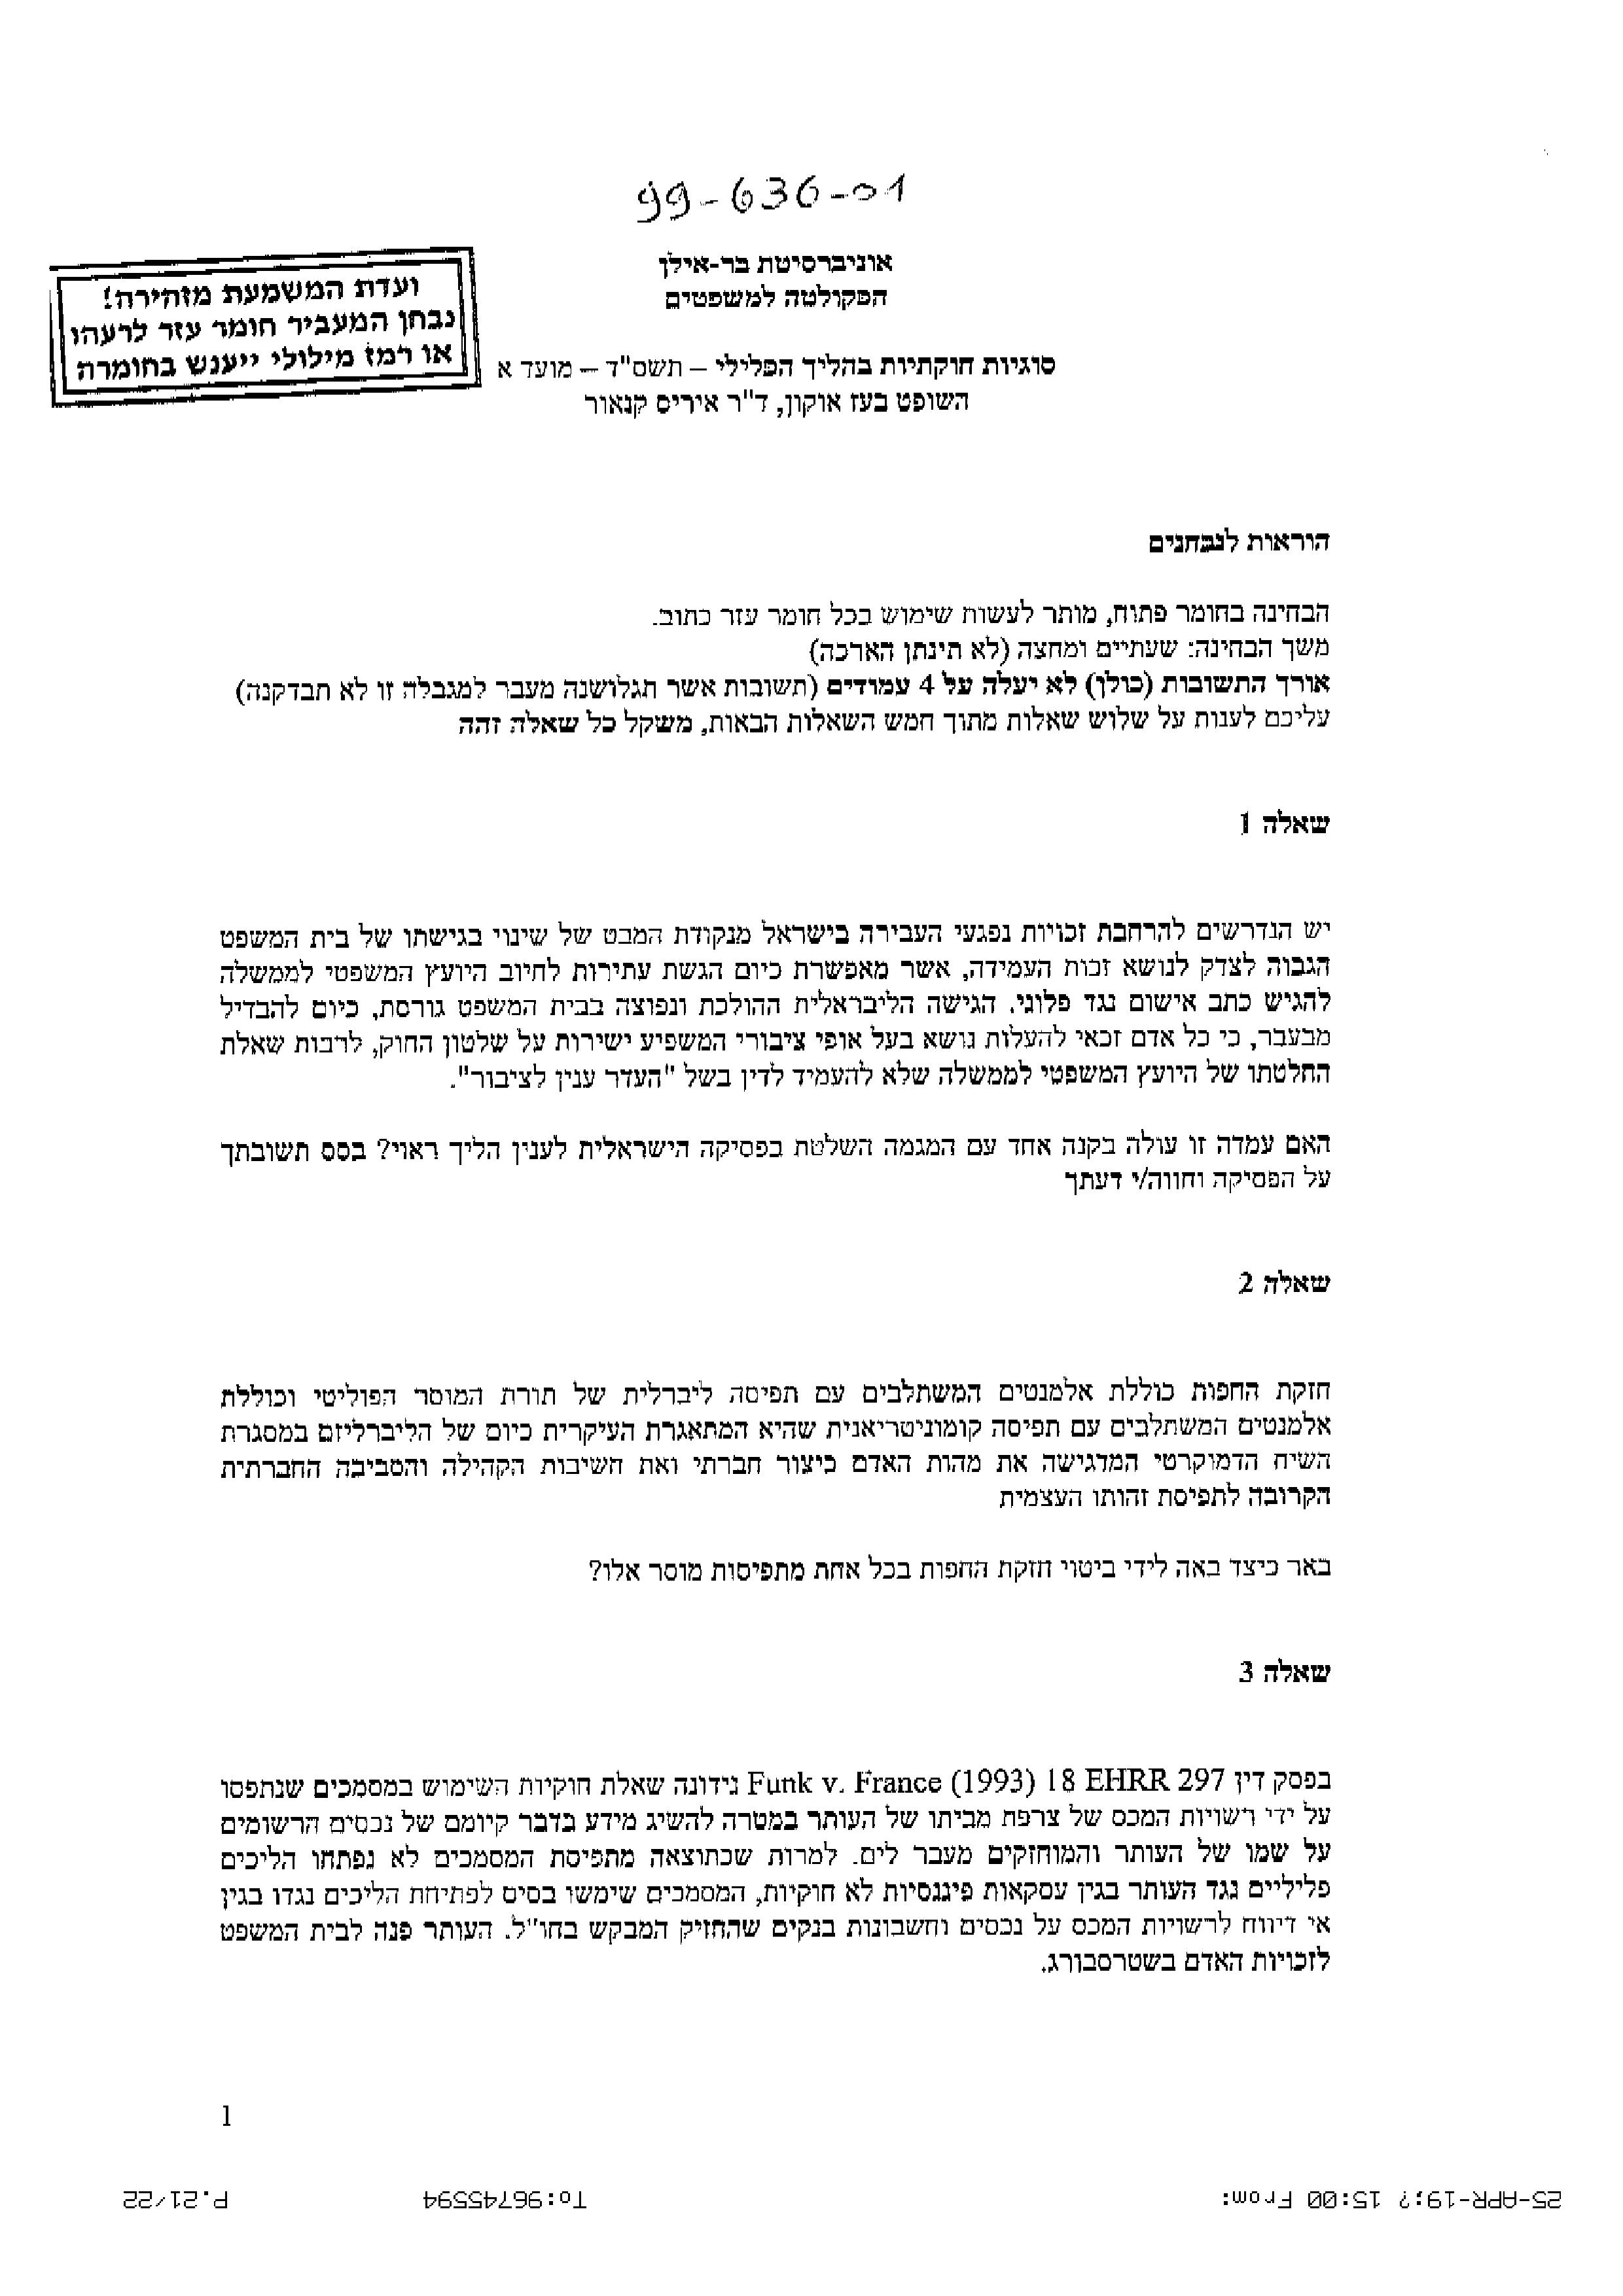 99-636-01
אוניברסיטת בר-אילן
הפקולטה למשפטים
ועדת המשמעת מזהירה!
נבחן המעביר חומר עזר לרעהו
או רמז מילולי ייענש בחומרה
סוגיות חוקתיות בהליך הפלילי – תשס"ד – מועד א
השופט בעז אוקון, ד"ר איריס קנאור
הוראות לנבחנים
הבחינה בחומר פתוח, מותר לעשות שימוש בכל חומר עזר כתוב.
משך הבחינה: שעתיים ומחצה (לא תינתן הארכה)
אורך התשובות (כולן) לא יעלה על 4 עמודים (תשובות אשר תגלושנה מעבר למגבלה זו לא תבדקנה)
עליכם לענות על שלוש שאלות מתוך חמש השאלות הבאות, משקל כל שאלה זהה
שאלה 1
יש הנדרשים להרחבת זכויות נפגעי העבירה בישראל מנקודת המבט של שינוי בגישתו של בית המשפט
הגבוה לצדק לנושא זכות העמידה, אשר מאפשרת כיום הגשת עתירות לחיוב היועץ המשפטי לממשלה
להגיש כתב אישום נגד פלוני. הגישה הליבראלית ההולכת ונפוצה בבית המשפט גורסת, כיום להבדיל
מבעבר, כי כל אדם זכאי להעלות נושא בעל אופי ציבורי המשפיע ישירות על שלטון החוק, לרבות שאלת
החלטתו של היועץ המשפטי לממשלה שלא להעמיד לדין בשל "העדר ענין לציבור".
האם עמדה זו עולה בקנה אחד עם המגמה השלטת בפסיקה הישראלית לענין הליך ראוי? בסס תשובתך
על הפסיקה וחווה/י דעתך
שאלה 2
חזקת החפות כוללת אלמנטים המשתלבים עם תפיסה ליברלית של תורת המוסר הפוליטי וכוללת
אלמנטים המשתלבים עם תפיסה קומוניטריאנית שהיא המתאגרת העיקרית כיום של הליברליזם במסגרת
השיח הדמוקרטי המדגישה את מהות האדם כיצור חברתי ואת חשיבות הקהילה והסביבה החברתית
הקרובה לתפיסת זהותו העצמית
באר כיצד באה לידי ביטוי חזקת החפות בכל אחת מתפיסות מוסר אלו?
שאלה 3
בפסק דין Funk v. France (1993) 18 EHRR 297 נידונה שאלת חוקיות השימוש במסמכים שנתפסו
על ידי רשויות המכס של צרפת מביתו של העותר במטרה להשיג מידע בדבר קיומם של נכסים הרשומים
על שמו של העותר והמוחזקים מעבר לים. למרות שכתוצאה מתפיסת המסמכים לא נפתחו הליכים
פליליים נגד העותר בגין עסקאות פיננסיות לא חוקיות, המסמכים שימשו בסיס לפתיחת הליכים נגדו בגין
אי דיווח לרשויות המכס על נכסים וחשבונות בנקים שהחזיק המבקש בחו"ל. העותר פנה לבית המשפט
לזכויות האדם בשטרסבורג.
1
25-APR-19;? 15:00 From: To:96745594 P.21/22